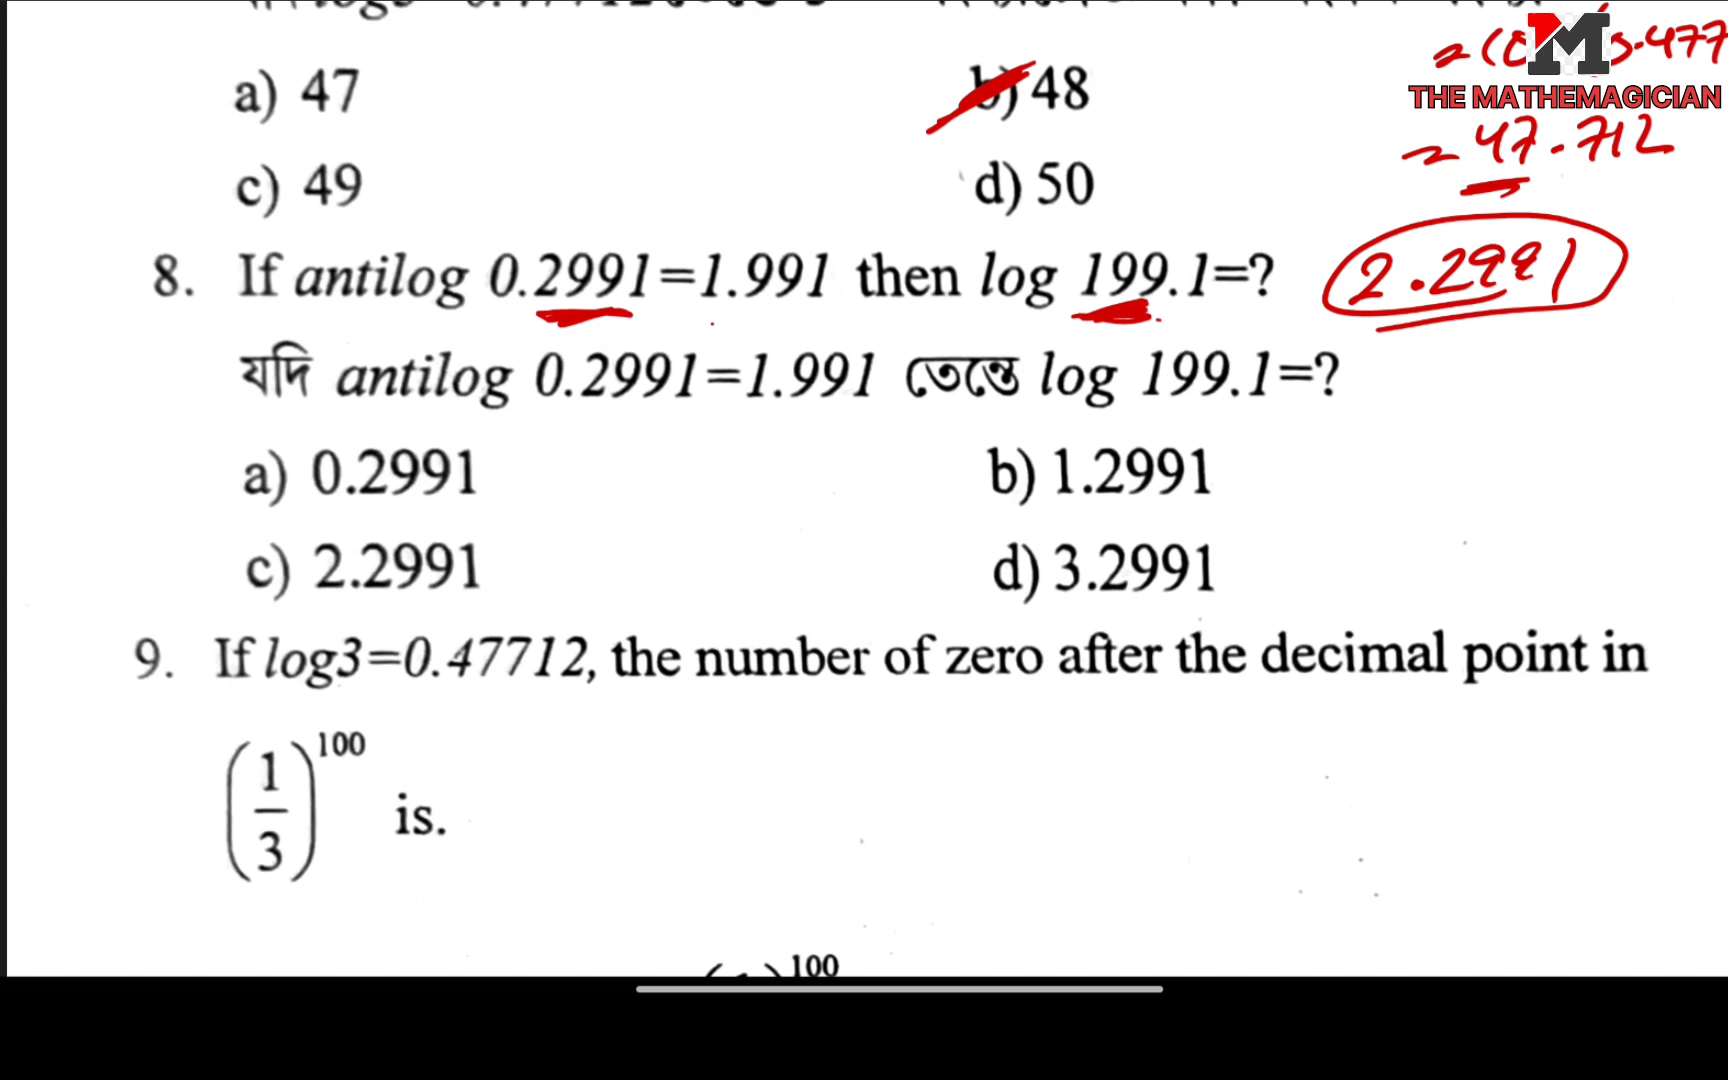 a) 47
b) 48
c) 49
d) 50
THE MATHEMAGICIAN
47.712
8. If antilog 0.2991=1.991 then log 199.1=?
2.2991
যদি antilog 0.2991=1.991 তেন্তে log 199.1=?
a) 0.2991
b) 1.2991
c) 2.2991
d) 3.2991
9. If log3=0.47712, the number of zero after the decimal point in
(1/3)^100 is.
100